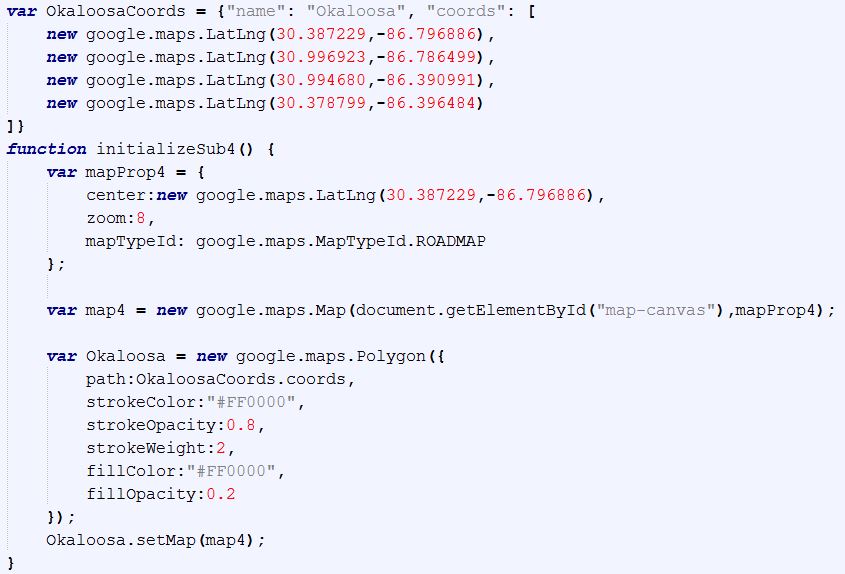 var OkaloosaCoords = {"name": "Okaloosa", "coords": [
    new google.maps.LatLng(30.387229,-86.796886),
    new google.maps.LatLng(30.996923,-86.786499),
    new google.maps.LatLng(30.994680,-86.390991),
    new google.maps.LatLng(30.378799,-86.396484)
]}
function initializeSub4() {
    var mapProp4 = {
        center:new google.maps.LatLng(30.387229,-86.796886),
        zoom:8,
        mapTypeId: google.maps.MapTypeId.ROADMAP
    };

    var map4 = new google.maps.Map(document.getElementById("map-canvas"),mapProp4);

    var Okaloosa = new google.maps.Polygon({
        path:OkaloosaCoords.coords,
        strokeColor:"#FF0000",
        strokeOpacity:0.8,
        strokeWeight:2,
        fillColor:"#FF0000",
        fillOpacity:0.2
    });
    Okaloosa.setMap(map4);
}